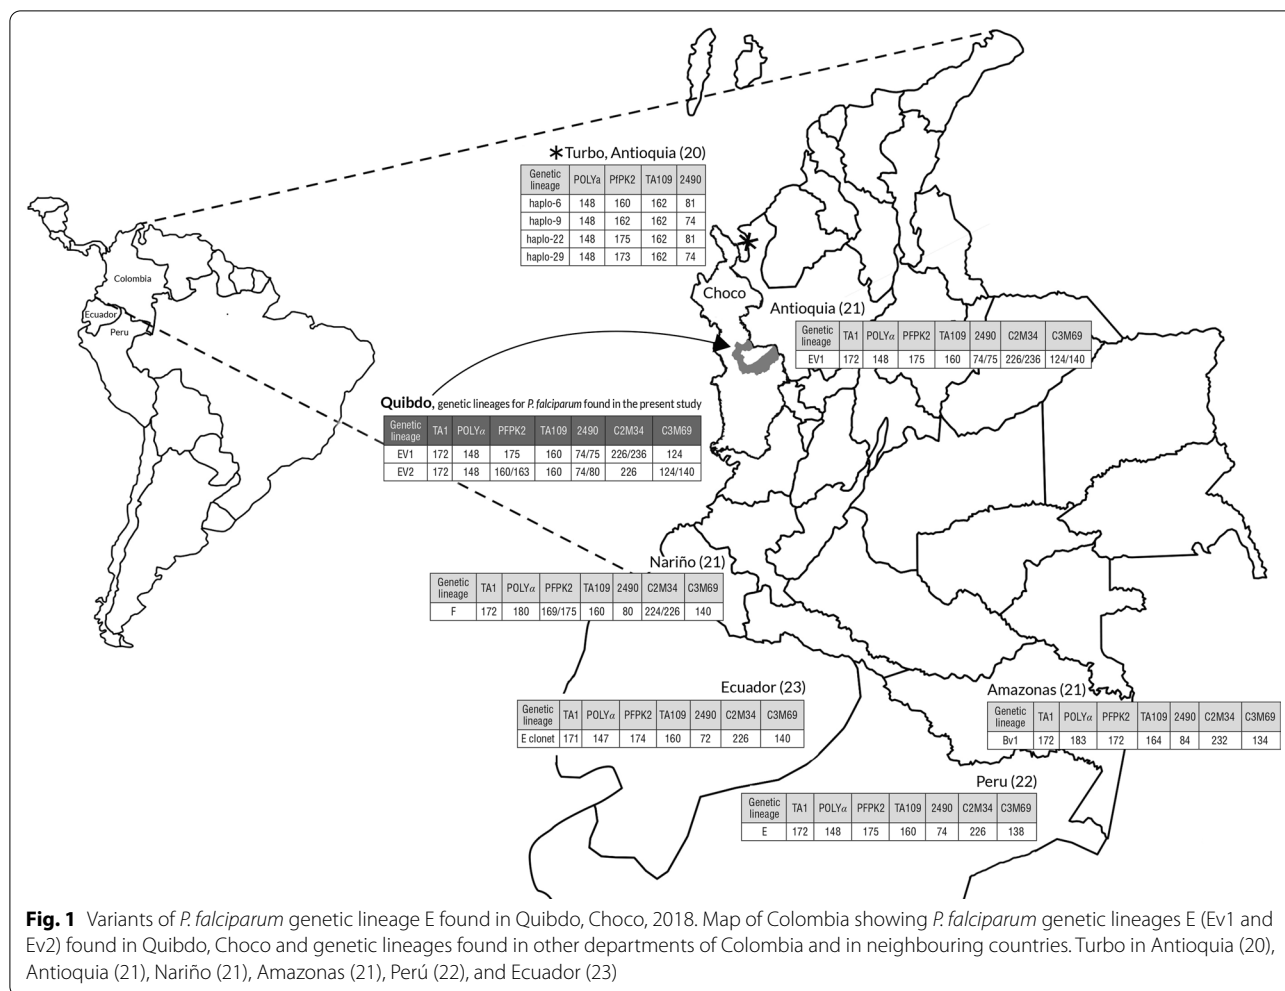 Colombia
Ecuador
Peru
Turbo, Antioquia (20)
Genetic lineage POLYa PfPK2 TA109 2490
haplo-6 148 160 162 81
haplo-9 148 162 162 74
haplo-22 148 175 162 81
haplo-29 148 173 162 74
Choco
Antioquia (21)
Genetic lineage TA1 POLYα PFPK2 TA109 2490 C2M34 C3M69
EV1 172 148 175 160 74/75 226/236 124/140
Quibdo, genetic lineages for P. falciparum found in the present study
Genetic lineage TA1 POLYα PFPK2 TA109 2490 C2M34 C3M69
EV1 172 148 175 160 74/75 226/236 124
EV2 172 148 160/163 160 74/80 226 124/140
Nariño (21)
Genetic lineage TA1 POLYα PFPK2 TA109 2490 C2M34 C3M69
F 172 180 169/175 160 80 224/226 140
Ecuador (23)
Genetic lineage TA1 POLYα PFPK2 TA109 2490 C2M34 C3M69
E clonet 171 147 174 160 72 226 140
Amazonas (21)
Genetic lineage TA1 POLYα PFPK2 TA109 2490 C2M34 C3M69
Bv1 172 183 172 164 84 232 134
Peru (22)
Genetic lineage TA1 POLYα PFPK2 TA109 2490 C2M34 C3M69
E 172 148 175 160 74 226 138
Fig. 1 Variants of P. falciparum genetic lineage E found in Quibdo, Choco, 2018. Map of Colombia showing P. falciparum genetic lineages E (Ev1 and
Ev2) found in Quibdo, Choco and genetic lineages found in other departments of Colombia and in neighbouring countries. Turbo in Antioquia (20),
Antioquia (21), Nariño (21), Amazonas (21), Perú (22), and Ecuador (23)